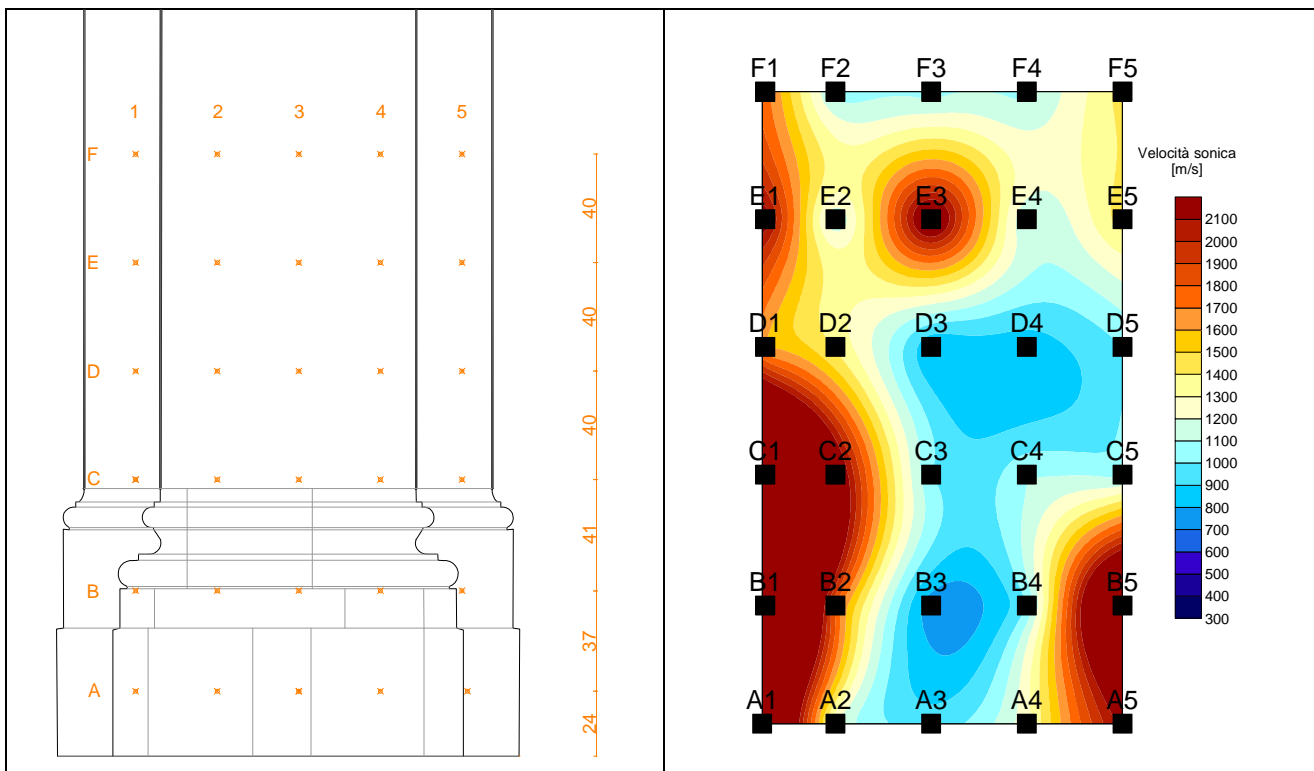 1 2 3 4 5
F
E
D
C
B
A
40
40
40
41
37
24
F1 F2 F3 F4 F5
E1 E2 E3 E4 E5
D1 D2 D3 D4 D5
C1 C2 C3 C4 C5
B1 B2 B3 B4 B5
A1 A2 A3 A4 A5
Velocità sonica
[m/s]
2100
2000
1900
1800
1700
1600
1500
1400
1300
1200
1100
1000
900
800
700
600
500
400
300